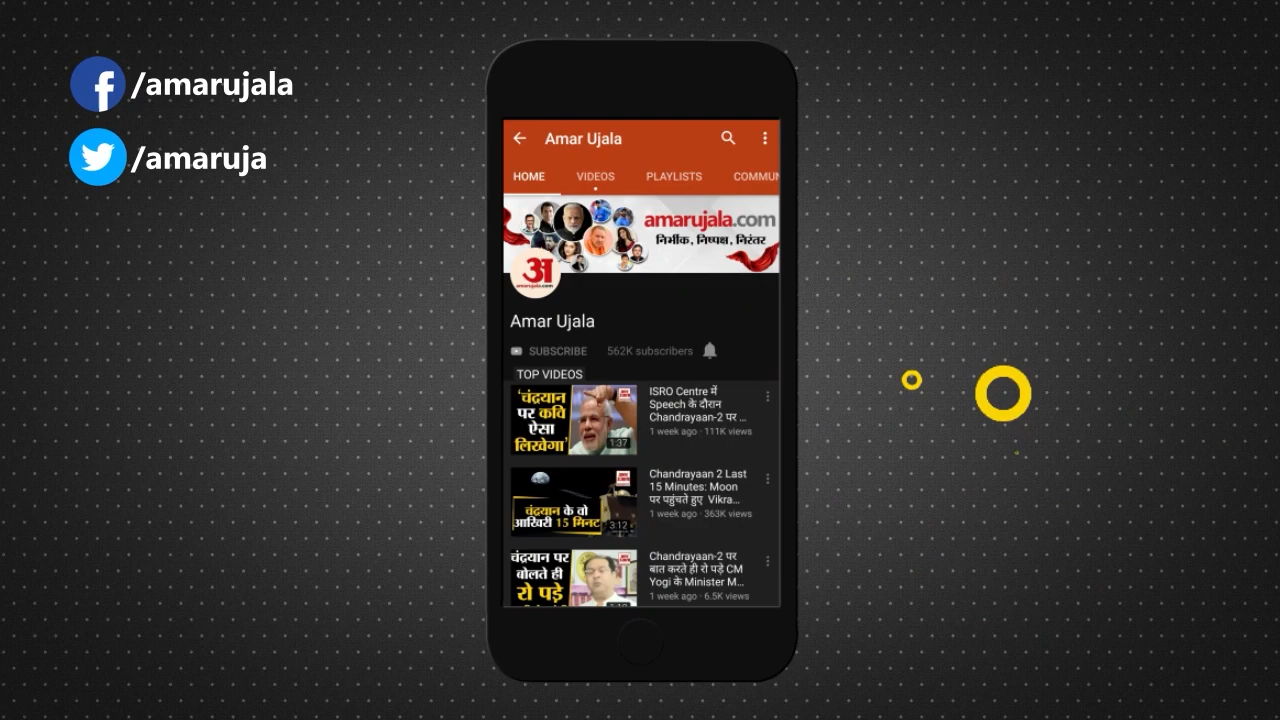 /amarujala
/amaruja
Amar Ujala
HOME VIDEOS PLAYLISTS COMMUN
amarujala.com
निर्भीक, निष्पक्ष, निरंतर
अ
amarujala.com
Amar Ujala
SUBSCRIBE 562K subscribers
TOP VIDEOS
'चंद्रयान
पर कवि
ऐसा
लिखेगा'
1:37
ISRO Centre में
Speech के दौरान
Chandrayaan-2 पर ...
1 week ago · 111K views
चंद्रयान के वो
आखिरी 15 मिनट
3:12
Chandrayaan 2 Last
15 Minutes: Moon
पर पहुंचते हुए Vikra...
1 week ago · 363K views
चंद्रयान पर
बोलते ही
रो पड़े
Chandrayaan-2 पर
बात करते ही रो पड़े CM
Yogi के Minister M...
1 week ago · 6.5K views